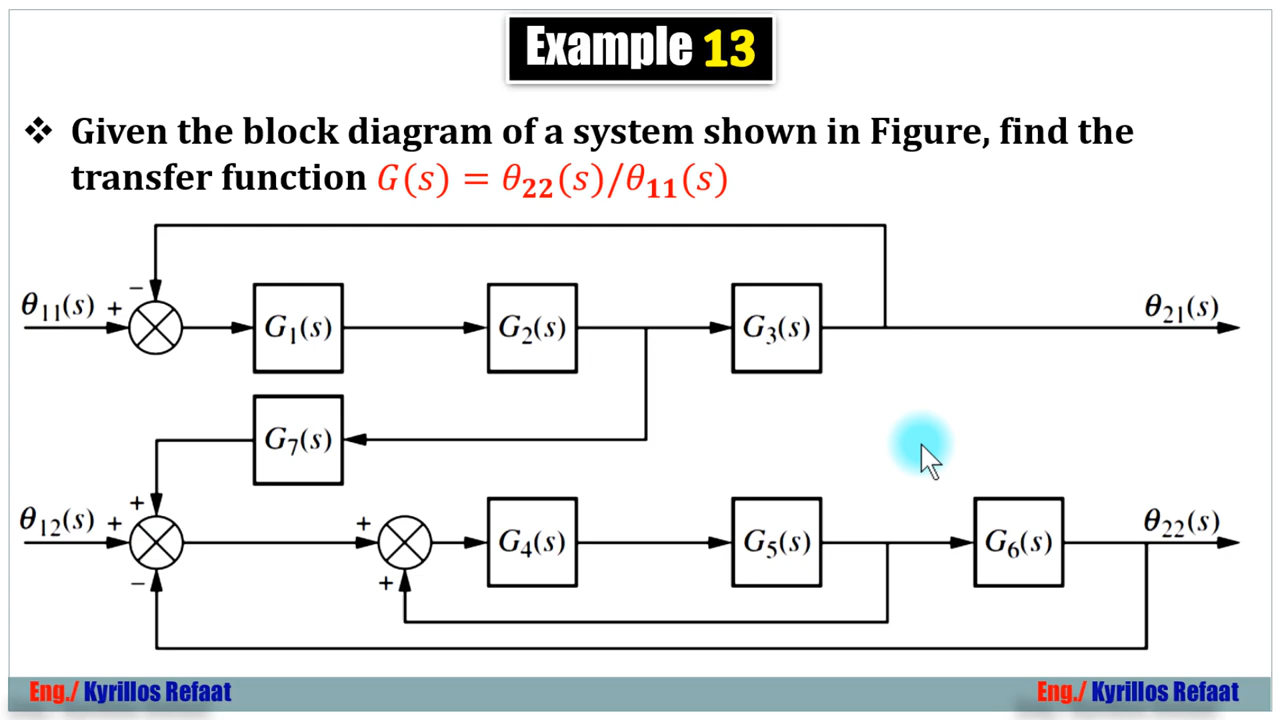 Example 13
❖ Given the block diagram of a system shown in Figure, find the
transfer function G(s) = θ₂₂(s)/θ₁₁(s)
θ₁₁(s) + − G₁(s) G₂(s) G₃(s) θ₂₁(s)
G₇(s)
θ₁₂(s) + + − + + G₄(s) G₅(s) G₆(s) θ₂₂(s)
Eng./ Kyrillos Refaat
Eng./ Kyrillos Refaat